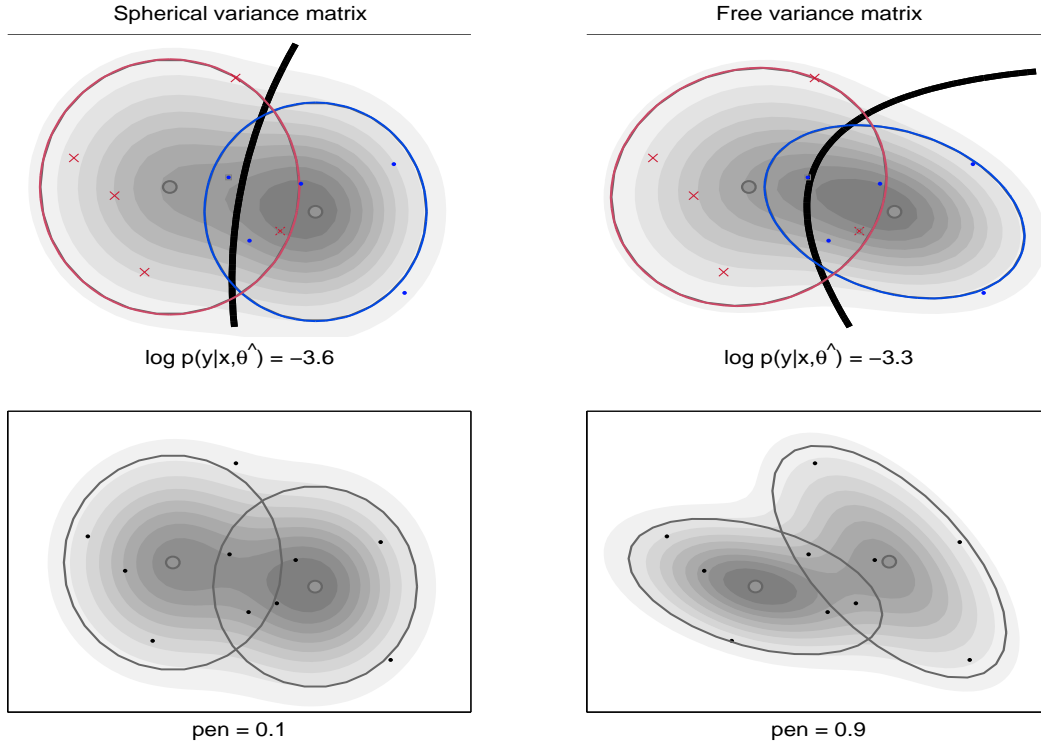 Spherical variance matrix
Free variance matrix
log p(y|x,θ^) = −3.6
log p(y|x,θ^) = −3.3
pen = 0.1
pen = 0.9